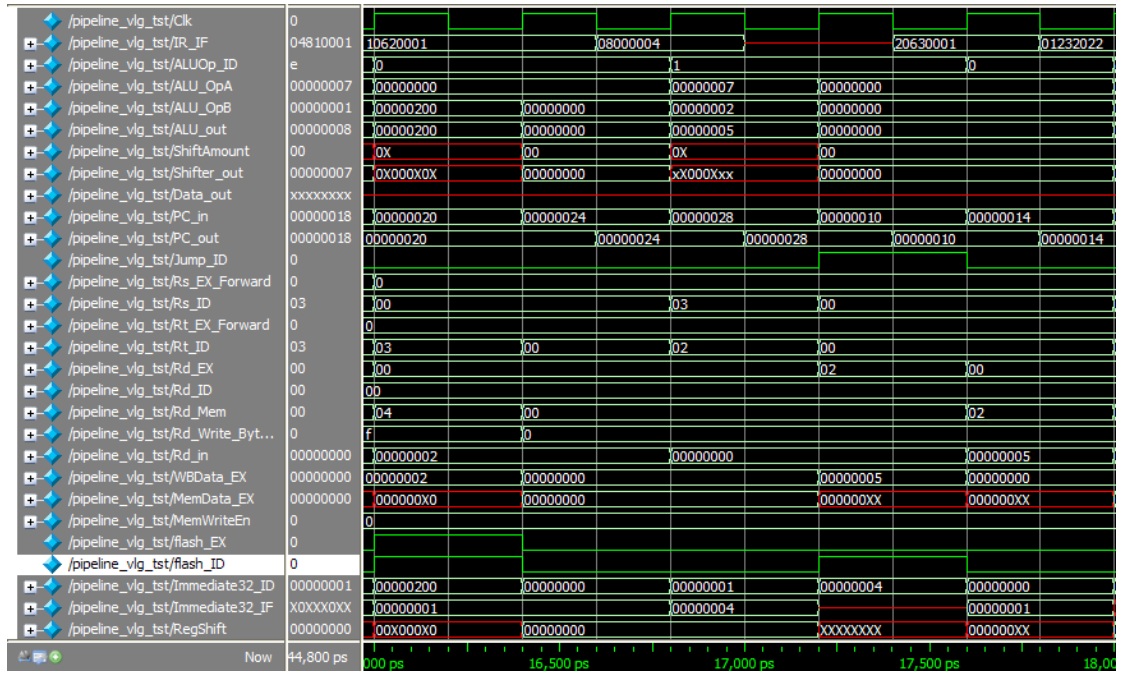 /pipeline_vlg_tst/Clk 0
/pipeline_vlg_tst/IR_IF 04810001 10620001 08000004 20630001 01232022
/pipeline_vlg_tst/ALUOp_ID e 0 1 0
/pipeline_vlg_tst/ALU_OpA 00000007 00000000 00000007 00000000
/pipeline_vlg_tst/ALU_OpB 00000001 00000200 00000000 00000002 00000000
/pipeline_vlg_tst/ALU_out 00000008 00000200 00000000 00000005 00000000
/pipeline_vlg_tst/ShiftAmount 00 0X 00 0X 00
/pipeline_vlg_tst/Shifter_out 00000007 0X000X0X 00000000 xX000Xxx 00000000
/pipeline_vlg_tst/Data_out xxxxxxxx
/pipeline_vlg_tst/PC_in 00000018 00000020 00000024 00000028 00000010 00000014
/pipeline_vlg_tst/PC_out 00000018 00000020 00000024 00000028 00000010 00000014
/pipeline_vlg_tst/Jump_ID 0
/pipeline_vlg_tst/Rs_EX_Forward 0 0
/pipeline_vlg_tst/Rs_ID 03 00 03 00
/pipeline_vlg_tst/Rt_EX_Forward 0 0
/pipeline_vlg_tst/Rt_ID 03 03 00 02 00
/pipeline_vlg_tst/Rd_EX 00 00 02 00
/pipeline_vlg_tst/Rd_ID 00 00
/pipeline_vlg_tst/Rd_Mem 00 04 00 02
/pipeline_vlg_tst/Rd_Write_Byt... 0 f 0
/pipeline_vlg_tst/Rd_in 00000000 00000002 00000000 00000005
/pipeline_vlg_tst/WBData_EX 00000000 00000002 00000000 00000005 00000000
/pipeline_vlg_tst/MemData_EX 00000000 000000X0 00000000 000000XX 000000XX
/pipeline_vlg_tst/MemWriteEn 0 0
/pipeline_vlg_tst/flash_EX 0
/pipeline_vlg_tst/flash_ID 0
/pipeline_vlg_tst/Immediate32_ID 00000001 00000200 00000000 00000001 00000004 00000000
/pipeline_vlg_tst/Immediate32_IF X0XXX0XX 00000001 00000004 00000001
/pipeline_vlg_tst/RegShift 00000000 00X000X0 00000000 XXXXXXXX 000000XX
Now 44,800 ps 000 ps 16,500 ps 17,000 ps 17,500 ps 18,00